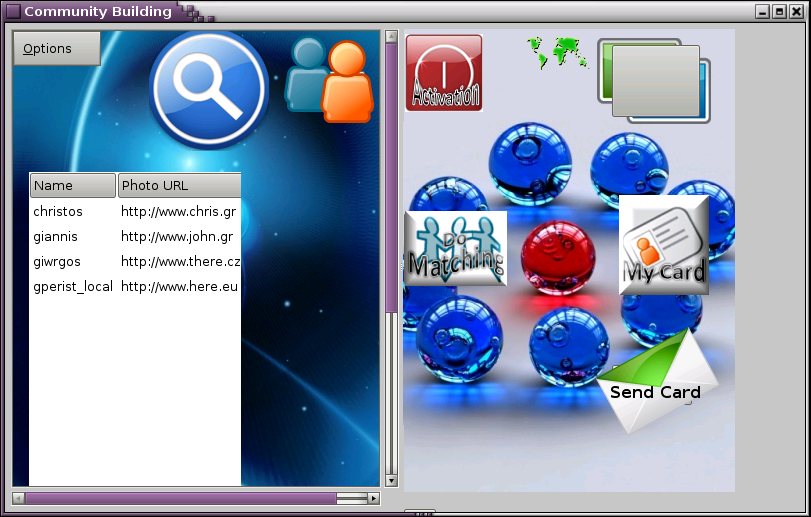 Community Building
Options
Name Photo URL
christos http://www.chris.gr
giannis http://www.john.gr
giwrgos http://www.there.cz
gperist_local http://www.here.eu
Activation
Do
Matching
My Card
Send Card